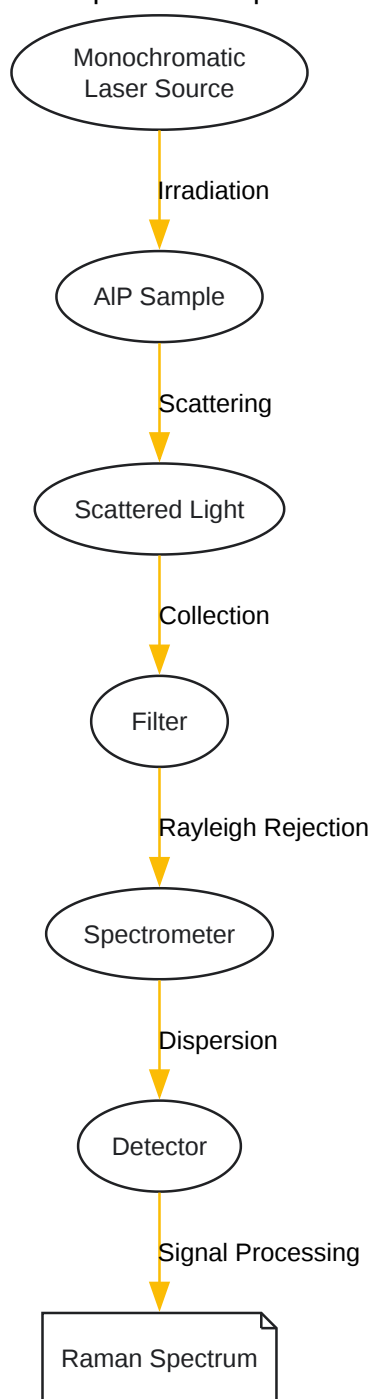 Monochromatic
Laser Source
Irradiation
AlP Sample
Scattering
Scattered Light
Collection
Filter
Rayleigh Rejection
Spectrometer
Dispersion
Detector
Signal Processing
Raman Spectrum